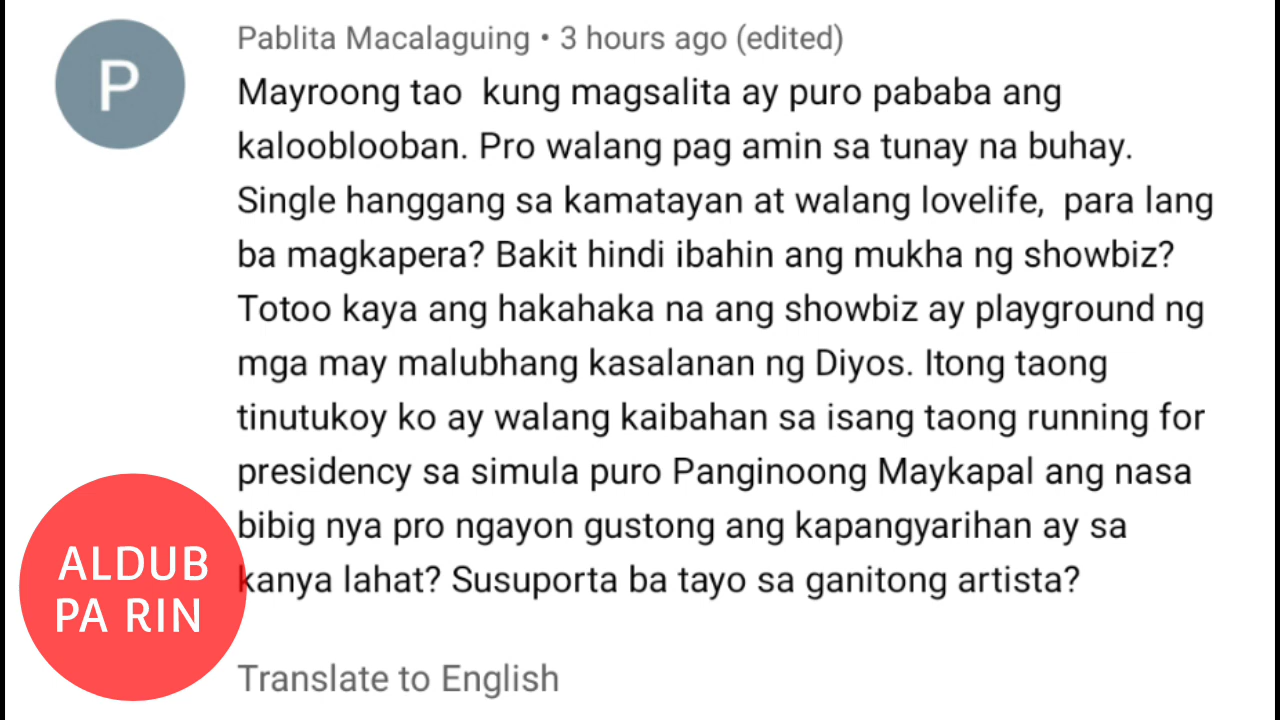 P
Pablita Macalaguing • 3 hours ago (edited)
Mayroong tao  kung magsalita ay puro pababa ang
kalooblooban. Pro walang pag amin sa tunay na buhay.
Single hanggang sa kamatayan at walang lovelife,  para lang
ba magkapera? Bakit hindi ibahin ang mukha ng showbiz?
Totoo kaya ang hakahaka na ang showbiz ay playground ng
mga may malubhang kasalanan ng Diyos. Itong taong
tinutukoy ko ay walang kaibahan sa isang taong running for
presidency sa simula puro Panginoong Maykapal ang nasa
bibig nya pro ngayon gustong ang kapangyarihan ay sa
kanya lahat? Susuporta ba tayo sa ganitong artista?
ALDUB
PA RIN
Translate to English